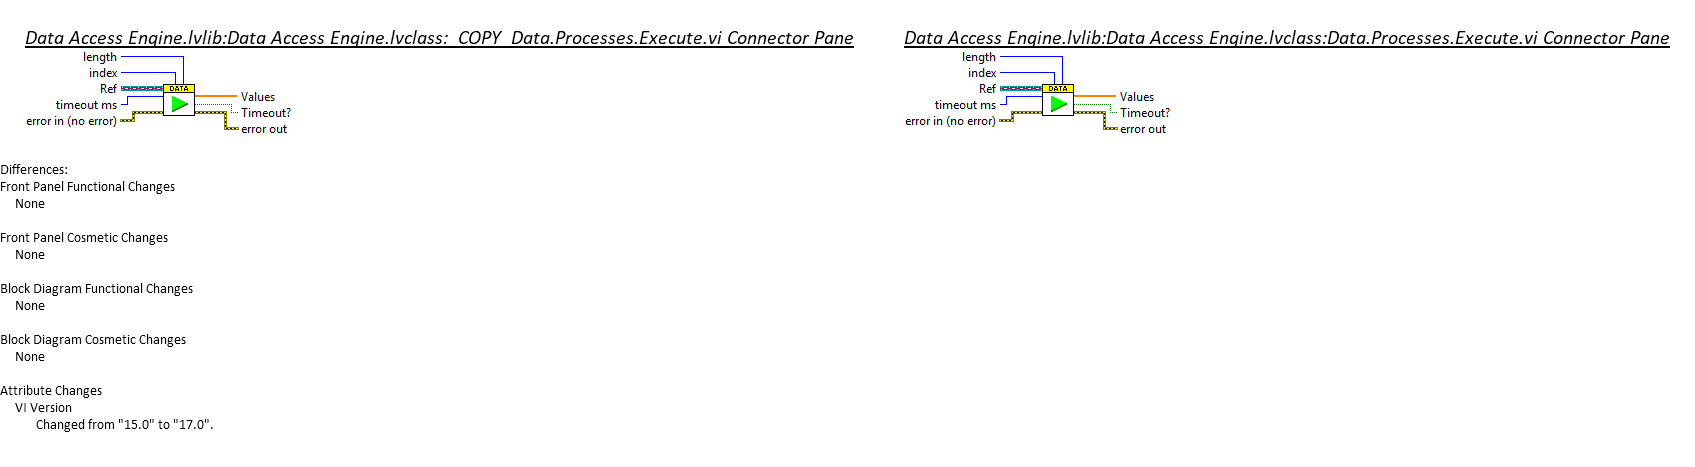 Data Access Engine.lvlib:Data Access Engine.lvclass:_COPY_Data.Processes.Execute.vi Connector Pane
length
index
Ref
timeout ms
error in (no error)
DATA
Values
Timeout?
error out
Data Access Engine.lvlib:Data Access Engine.lvclass:Data.Processes.Execute.vi Connector Pane
length
index
Ref
timeout ms
error in (no error)
DATA
Values
Timeout?
error out
Differences:
Front Panel Functional Changes
None
Front Panel Cosmetic Changes
None
Block Diagram Functional Changes
None
Block Diagram Cosmetic Changes
None
Attribute Changes
VI Version
Changed from "15.0" to "17.0".